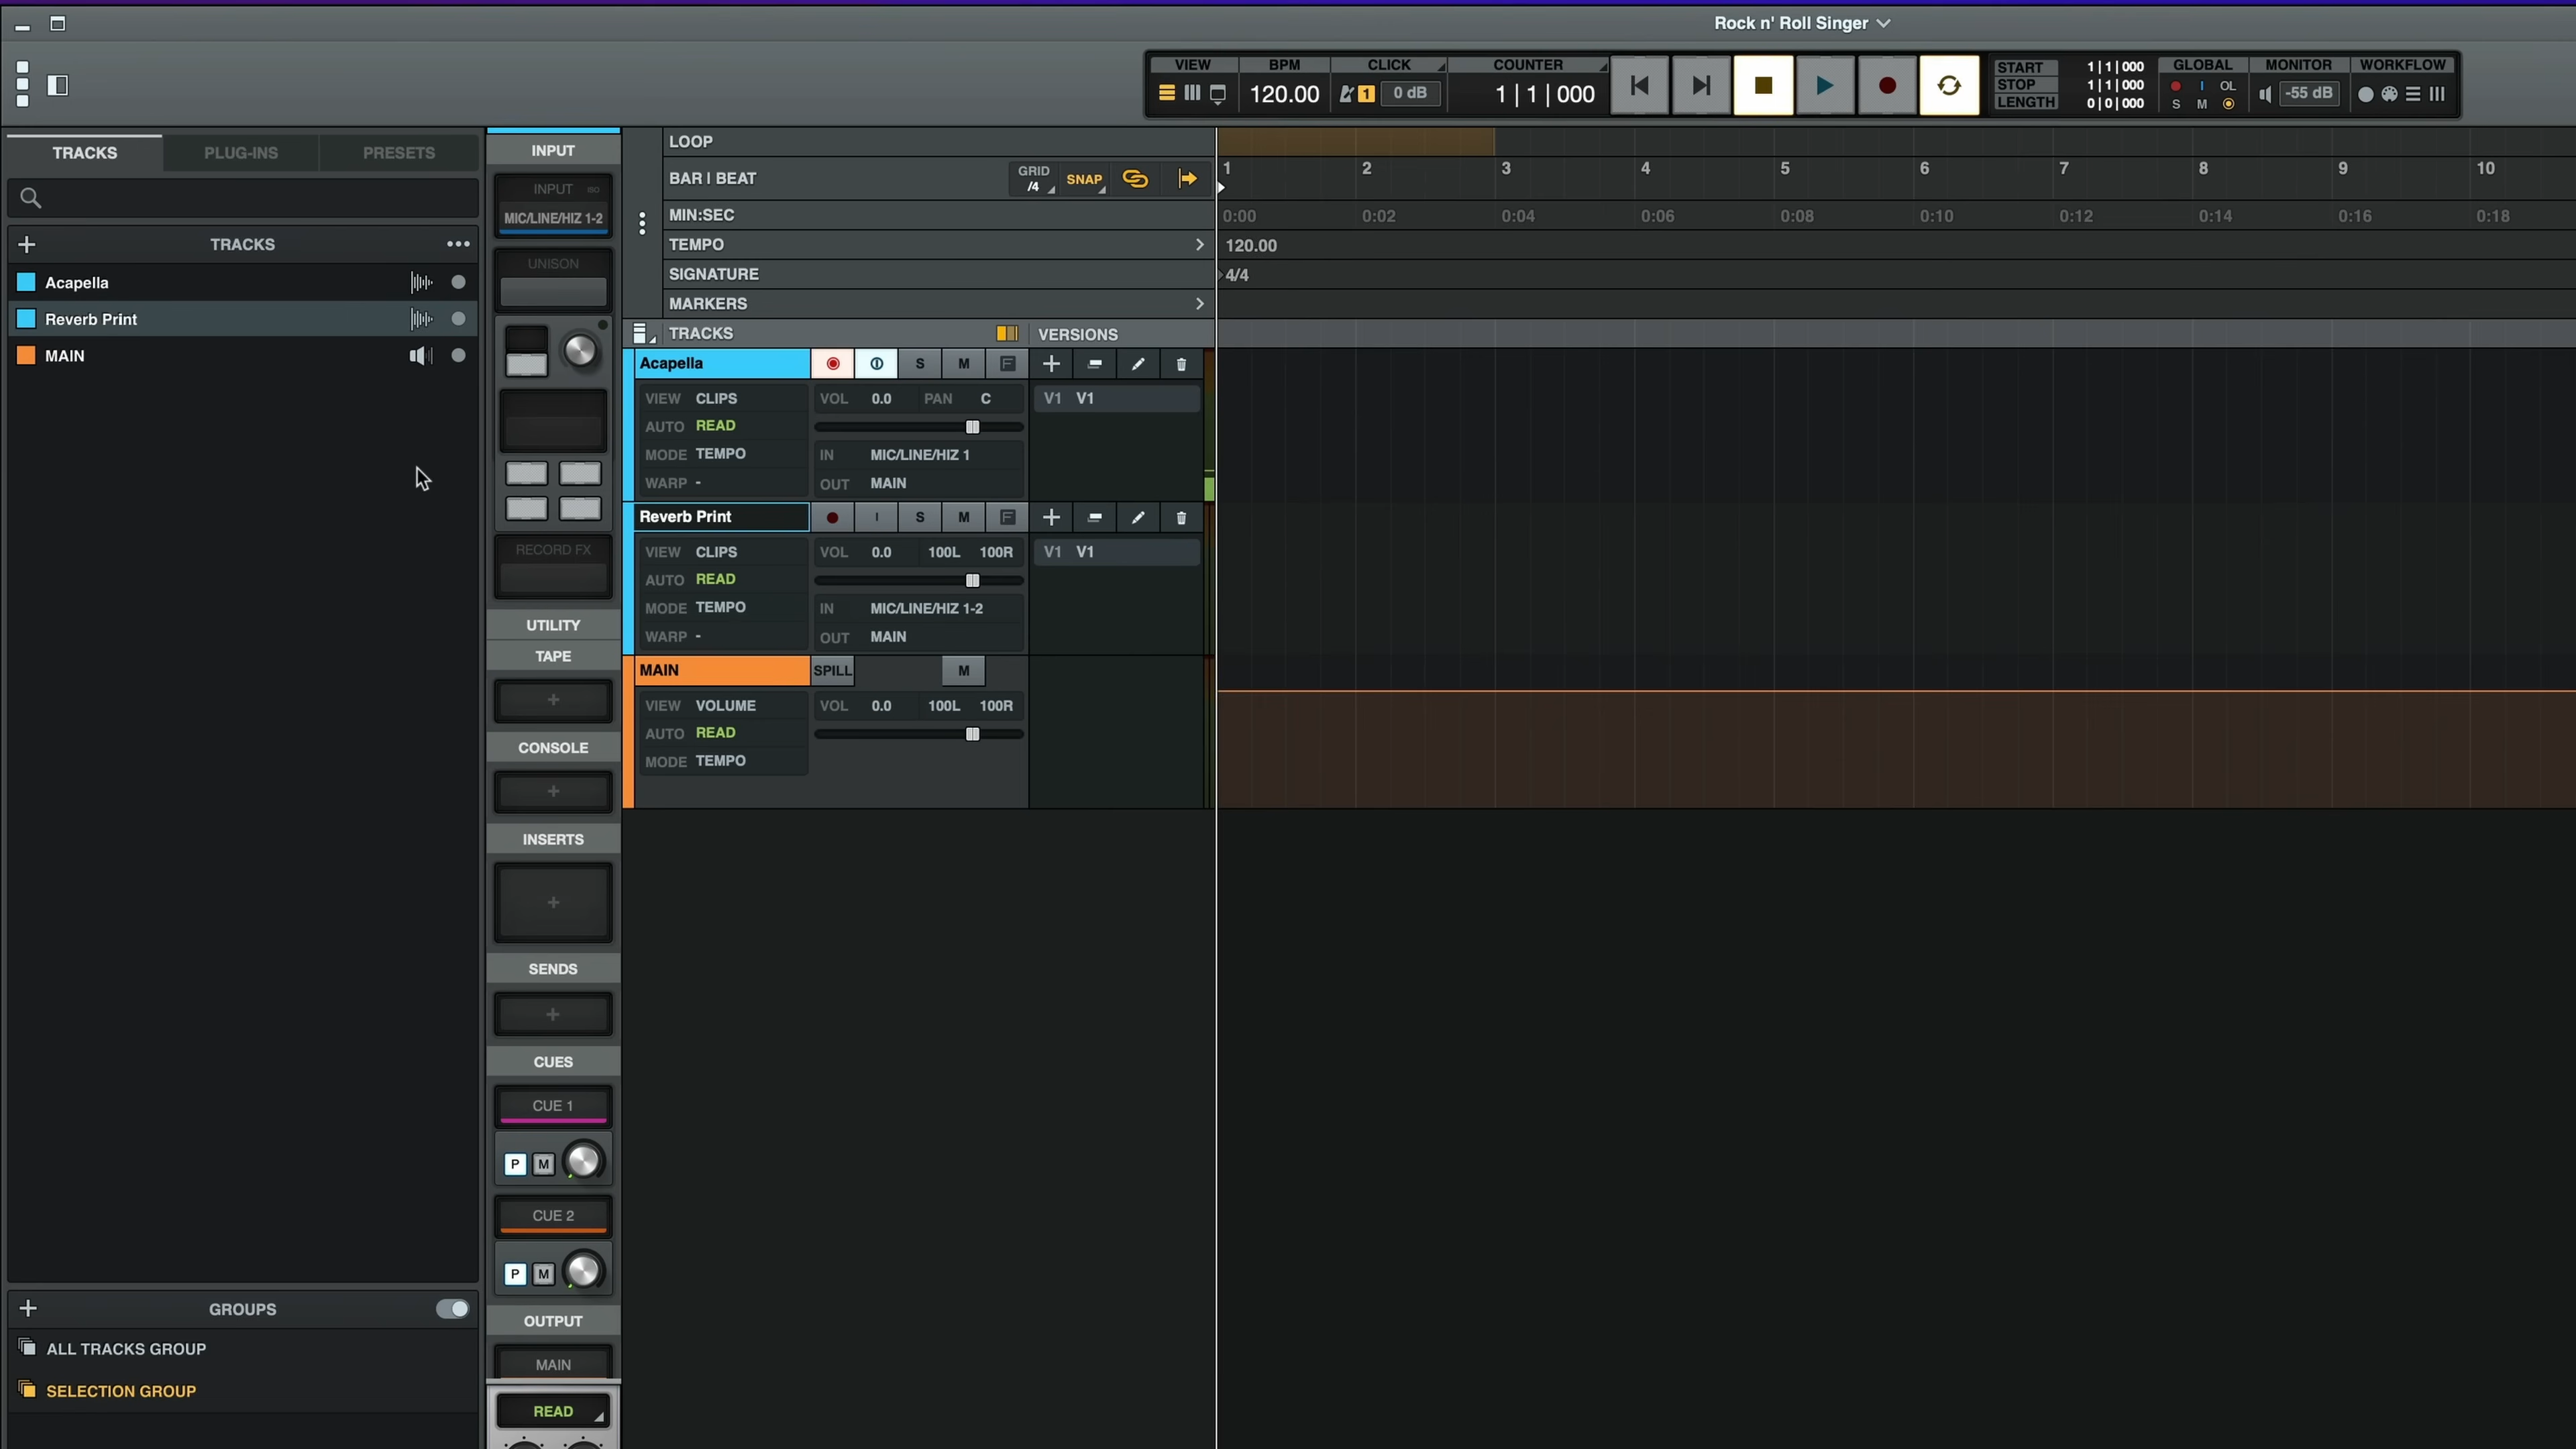 Rock n' Roll Singer
VIEW BPM CLICK COUNTER
120.00 1 0 dB 1 | 1 | 000
START 1 | 1 | 000
STOP 1 | 1 | 000
LENGTH 0 | 0 | 000
GLOBAL MONITOR WORKFLOW
I OL
S M
-55 dB
TRACKS PLUG-INS PRESETS
TRACKS
Acapella
Reverb Print
MAIN
GROUPS
ALL TRACKS GROUP
SELECTION GROUP
INPUT
INPUT ISO
MIC/LINE/HIZ 1-2
UNISON
RECORD FX
UTILITY
TAPE
+
CONSOLE
+
INSERTS
+
SENDS
+
CUES
CUE 1
P M
CUE 2
P M
OUTPUT
MAIN
READ
LOOP
BAR | BEAT GRID /4 SNAP 1 2 3 4 5 6 7 8 9 10
MIN:SEC 0:00 0:02 0:04 0:06 0:08 0:10 0:12 0:14 0:16 0:18
TEMPO 120.00
SIGNATURE 4/4
MARKERS
TRACKS VERSIONS
Acapella S M F
VIEW CLIPS VOL 0.0 PAN C V1 V1
AUTO READ
MODE TEMPO IN MIC/LINE/HIZ 1
WARP - OUT MAIN
Reverb Print I S M F
VIEW CLIPS VOL 0.0 100L 100R V1 V1
AUTO READ
MODE TEMPO IN MIC/LINE/HIZ 1-2
WARP - OUT MAIN
MAIN SPILL M
VIEW VOLUME VOL 0.0 100L 100R
AUTO READ
MODE TEMPO